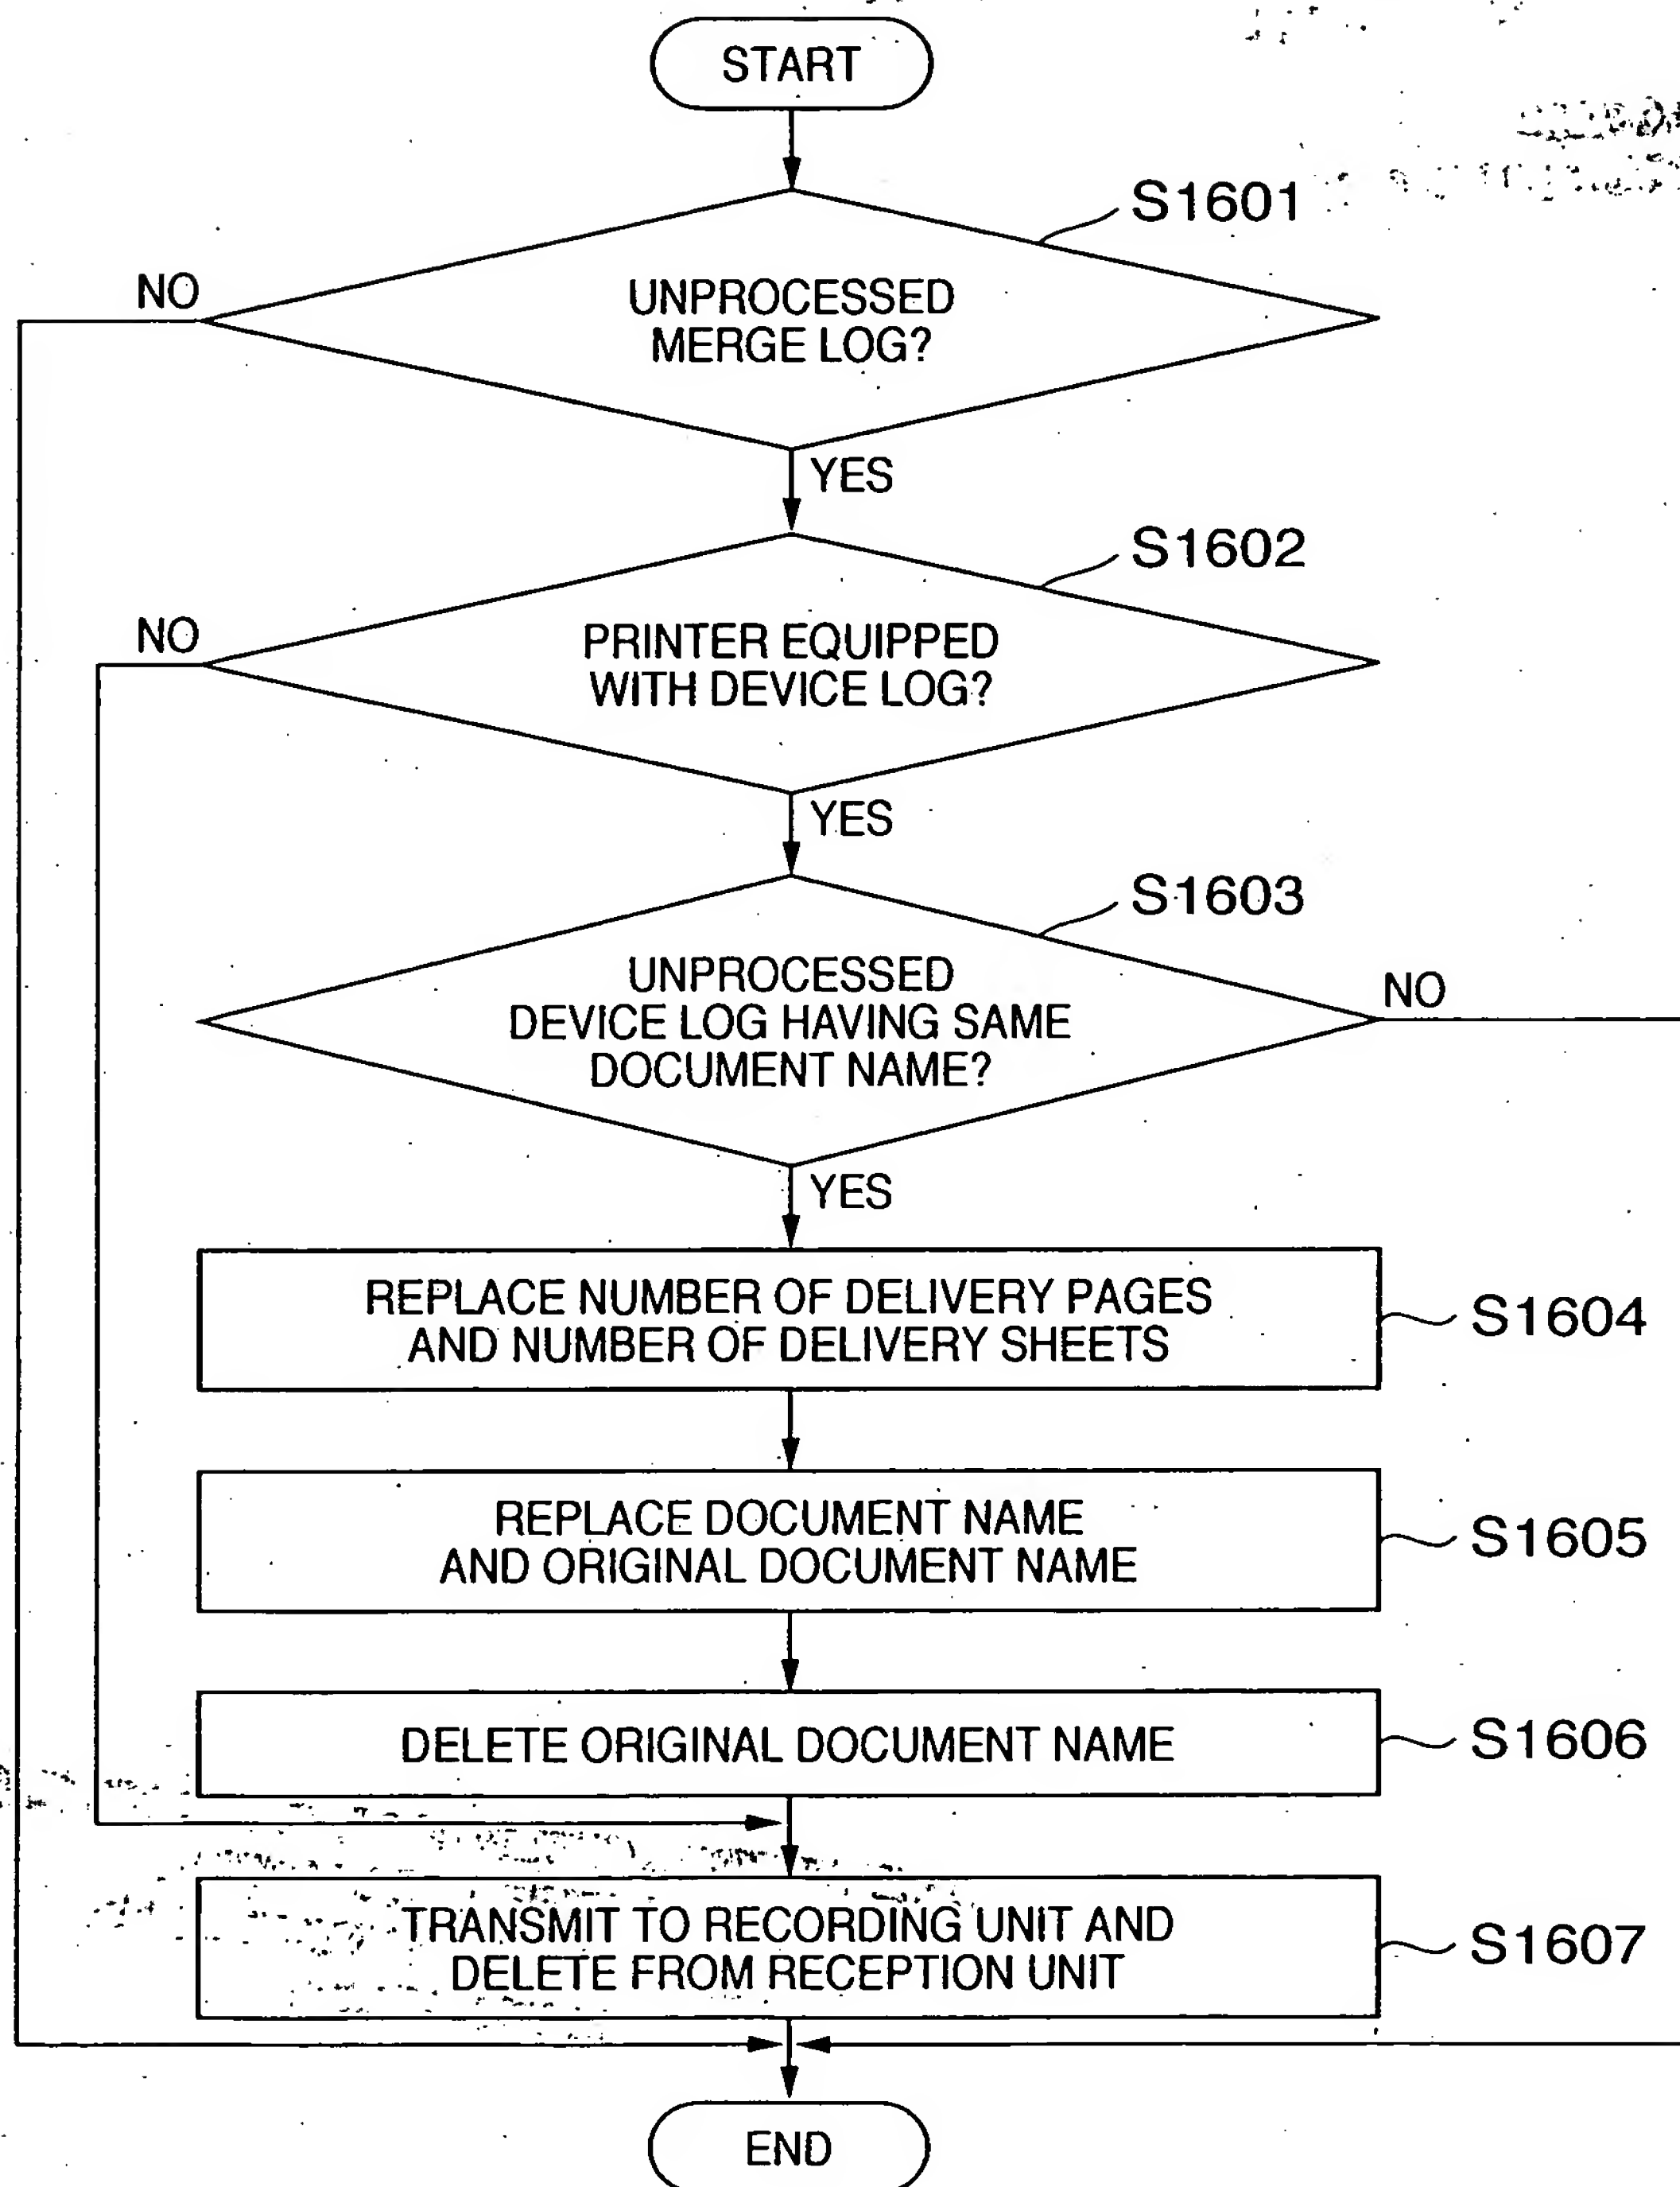 START
S1601
NO
UNPROCESSED
MERGE LOG?
YES
S1602
NO
PRINTER EQUIPPED
WITH DEVICE LOG?
YES
S1603
UNPROCESSED
DEVICE LOG HAVING SAME
DOCUMENT NAME?
NO
YES
REPLACE NUMBER OF DELIVERY PAGES
AND NUMBER OF DELIVERY SHEETS
S1604
REPLACE DOCUMENT NAME
AND ORIGINAL DOCUMENT NAME
S1605
DELETE ORIGINAL DOCUMENT NAME
S1606
TRANSMIT TO RECORDING UNIT AND
DELETE FROM RECEPTION UNIT
S1607
END